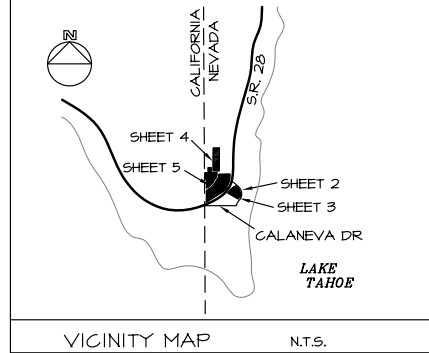 N
CALIFORNIA
NEVADA
S.R. 28
SHEET 4
SHEET 5
SHEET 2
SHEET 3
CALANEVA DR
LAKE
TAHOE
VICINITY MAP N.T.S.